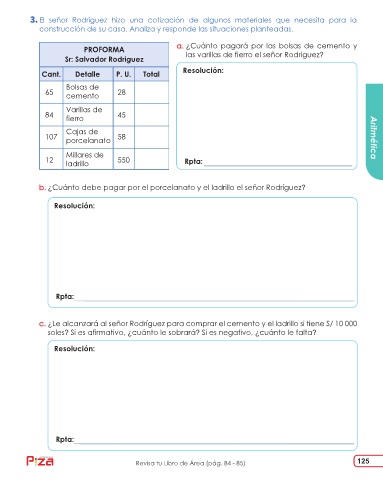 3. El señor Rodríguez hizo una cotización de algunos materiales que necesita para la
construcción de su casa. Analiza y responde las situaciones planteadas.
PROFORMA
Sr: Salvador Rodríguez
Cant. Detalle P. U. Total
65 Bolsas de cemento 28
84 Varillas de fierro 45
107 Cajas de porcelanato 58
12 Millares de ladrillo 550
a. ¿Cuánto pagará por las bolsas de cemento y
las varillas de fierro el señor Rodríguez?
Resolución:
Rpta:
Aritmética
b. ¿Cuánto debe pagar por el porcelanato y el ladrillo el señor Rodríguez?
Resolución:
Rpta:
c. ¿Le alcanzará al señor Rodríguez para comprar el cemento y el ladrillo si tiene S/ 10 000
soles? Si es afirmativo, ¿cuánto le sobrará? Si es negativo, ¿cuánto le falta?
Resolución:
Rpta:
Pizza
Revisa tu Libro de Área (pág. 84 - 85)
125